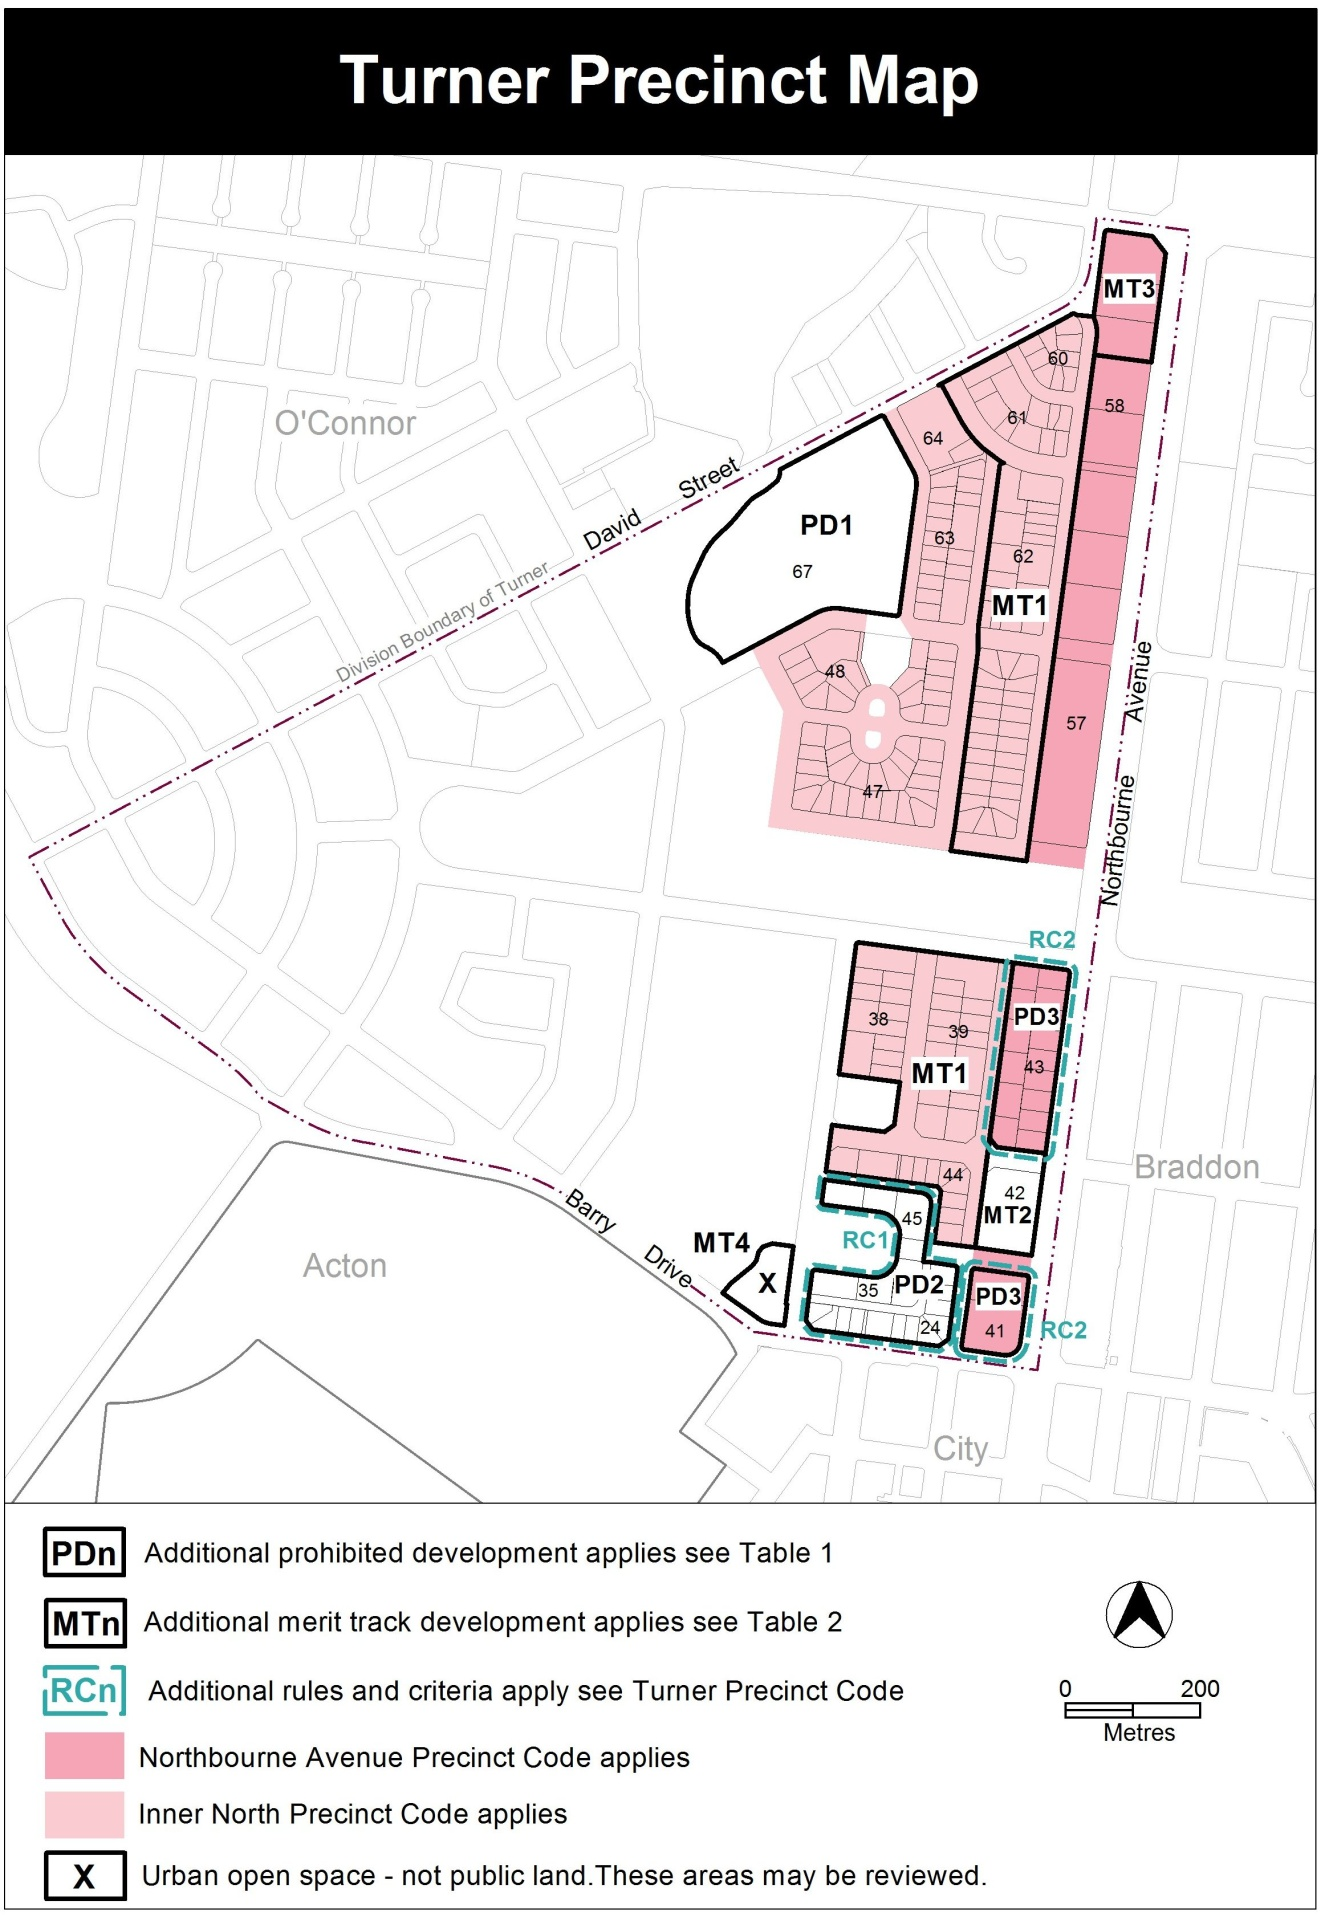 Turner Precinct Map
MT3
60
58
O'Connor
61
64
Street
PD1
David
63
62
67
Division Boundary of Turner
MT1
48
Avenue
57
47
Northbourne
RC2
38
PD3
39
43
MT1
Braddon
44
42
Barry
MT2
45
MT4
RC1
Acton
Drive
X
35
PD2
PD3
24
41
RC2
City
PDn Additional prohibited development applies see Table 1
MTn Additional merit track development applies see Table 2
RCn Additional rules and criteria apply see Turner Precinct Code
0 200
Metres
Northbourne Avenue Precinct Code applies
Inner North Precinct Code applies
X Urban open space - not public land.These areas may be reviewed.